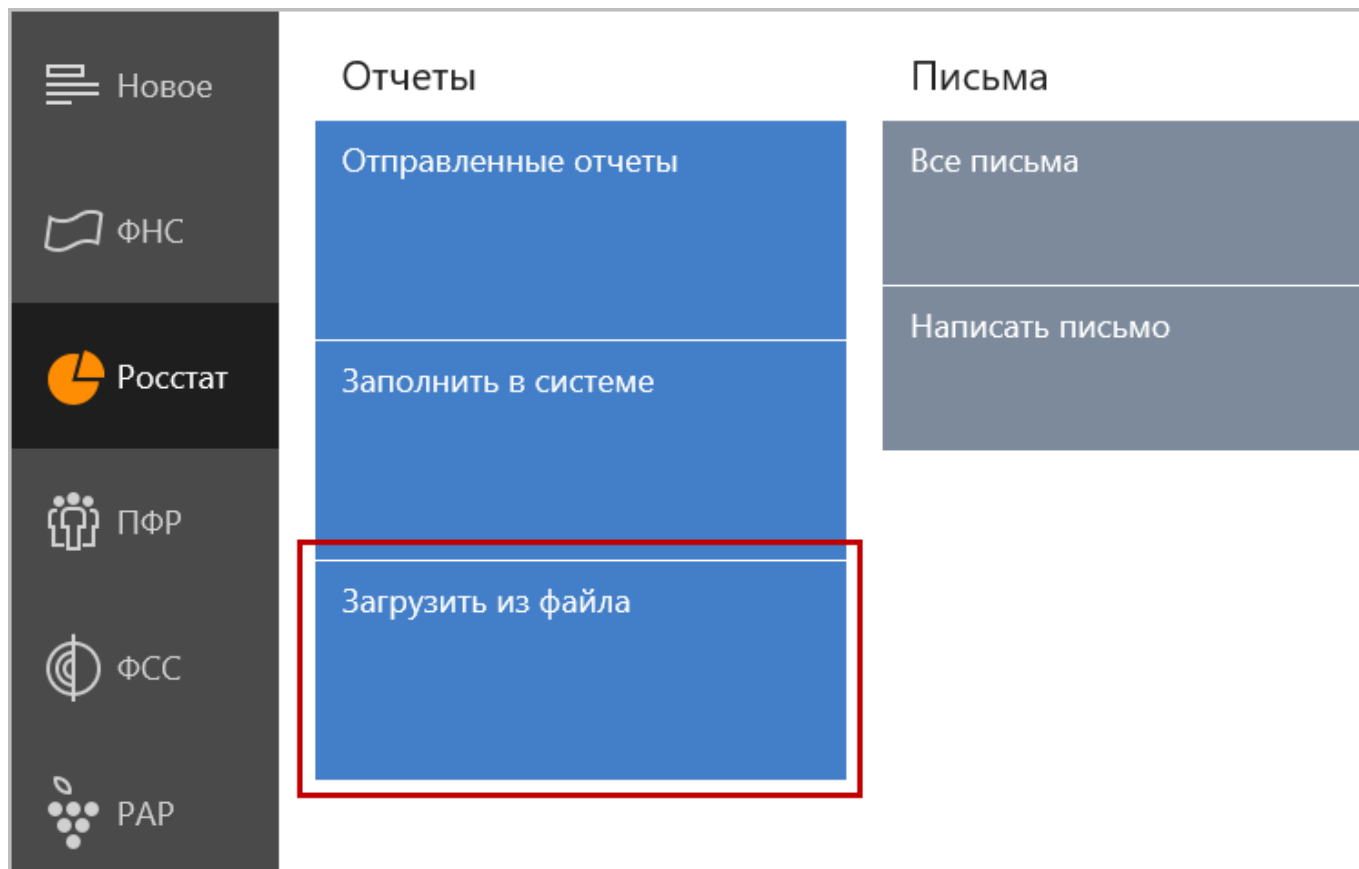 Новое
ФНС
Росстат
ПФР
ФСС
РАР
Отчеты
Отправленные отчеты
Заполнить в системе
Загрузить из файла
Письма
Все письма
Написать письмо